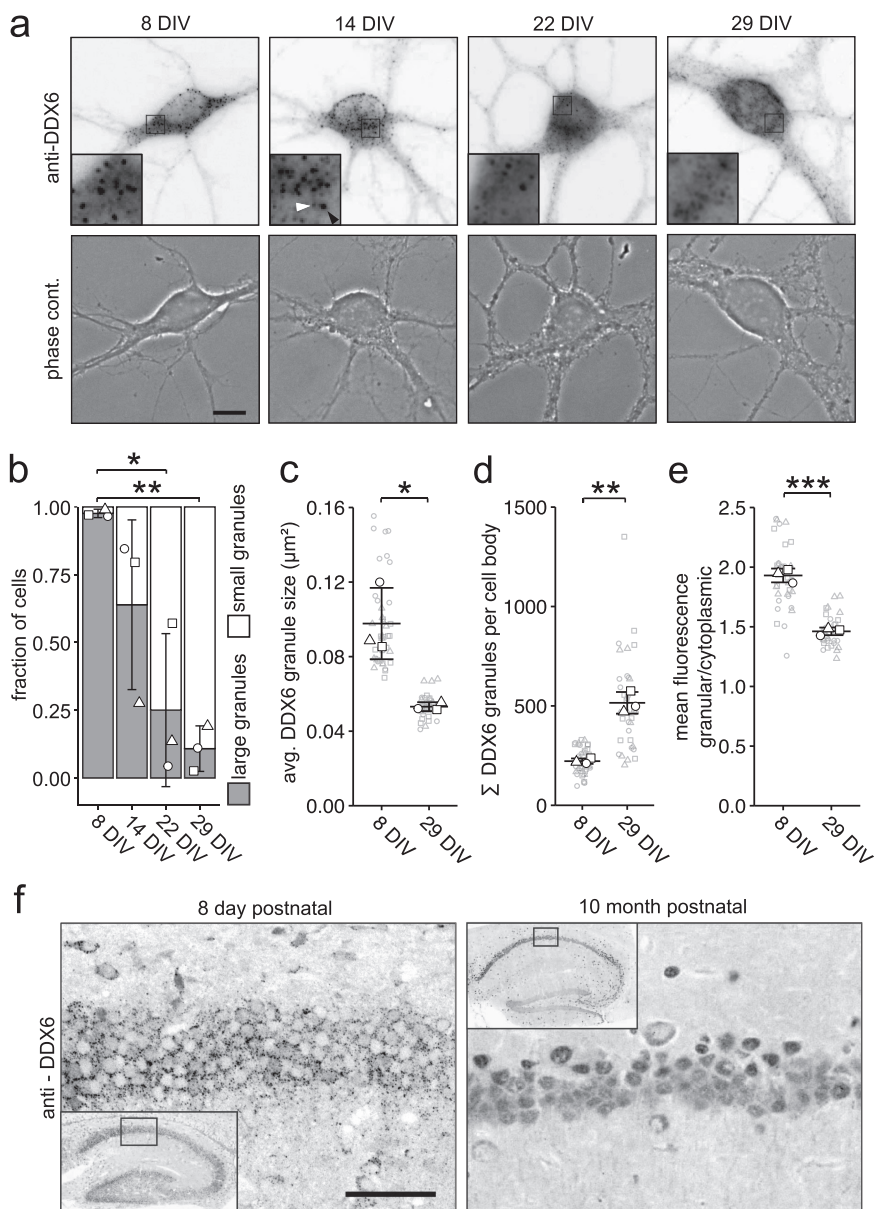 a
8 DIV 14 DIV 22 DIV 29 DIV
anti-DDX6
phase cont.
b
*
**
fraction of cells
1.00
0.75
0.50
0.25
0.00
8 DIV
14 DIV
22 DIV
29 DIV
large granules
small granules
c
*
avg. DDX6 granule size (µm²)
0.16
0.12
0.08
0.04
0.00
8 DIV
29 DIV
d
**
Σ DDX6 granules per cell body
1500
1000
500
0
8 DIV
29 DIV
e
***
mean fluorescence
granular/cytoplasmic
2.5
2.0
1.5
1.0
0.5
0.0
8 DIV
29 DIV
f
8 day postnatal
10 month postnatal
anti - DDX6